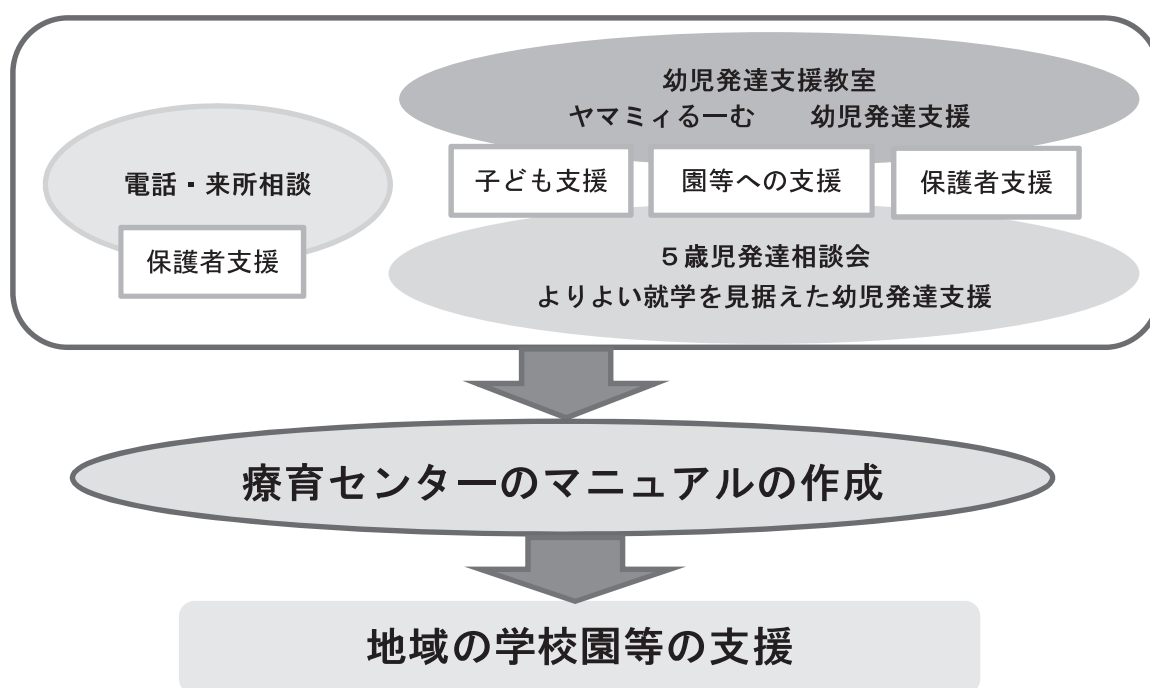 幼児発達支援教室
ヤマミィるーむ　　幼児発達支援
電話・来所相談
保護者支援
子ども支援
園等への支援
保護者支援
５歳児発達相談会
よりよい就学を見据えた幼児発達支援
療育センターのマニュアルの作成
地域の学校園等の支援